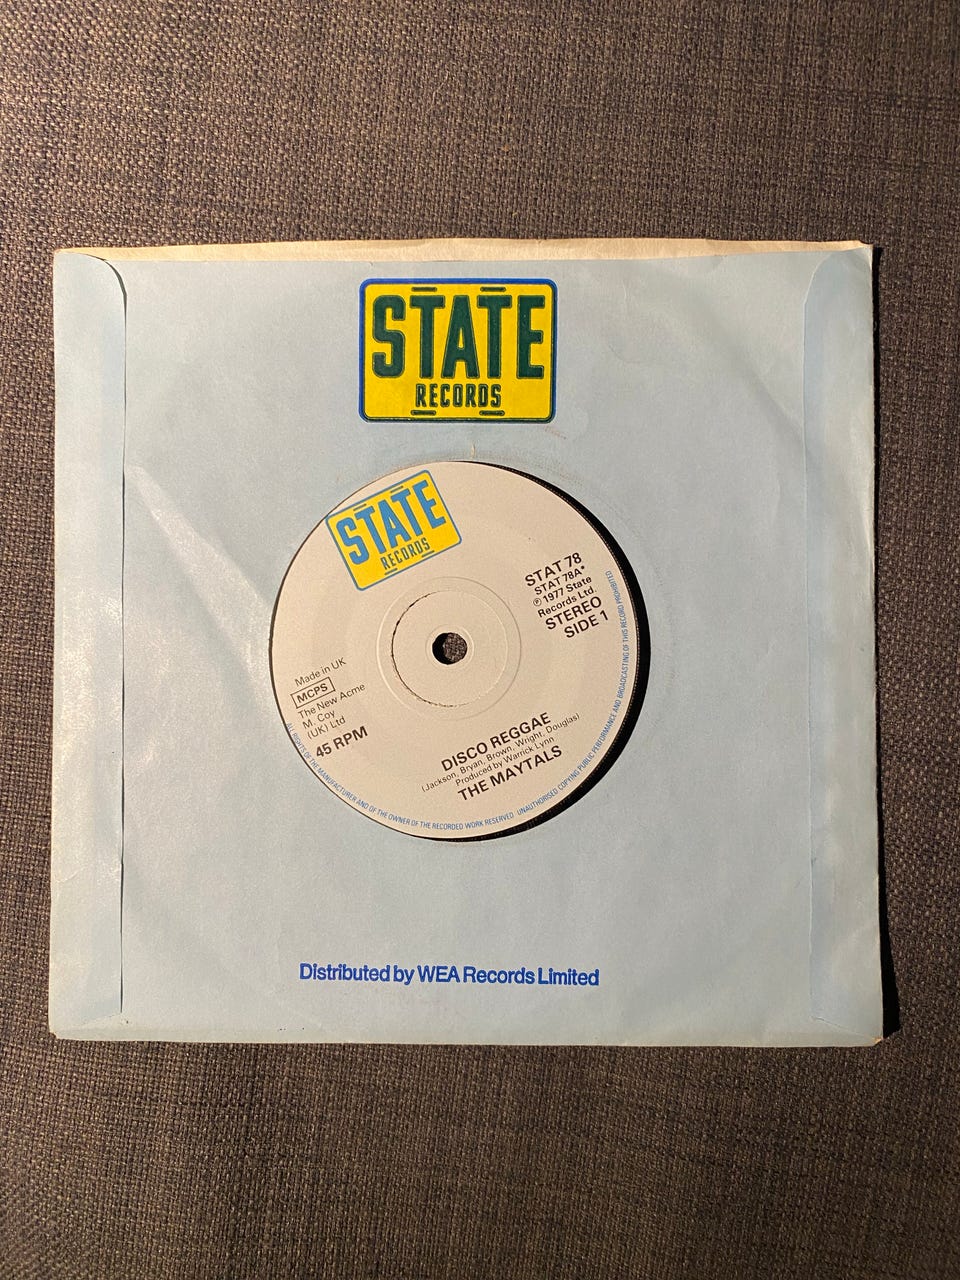 STATE
RECORDS
STATE
RECORDS
STAT 78
STAT 78A*
℗ 1977 State
Records Ltd.
STEREO
SIDE 1
Made in UK
MCPS
The New Acme
M. Coy
(UK) Ltd
45 RPM
DISCO REGGAE
(Jackson, Bryan, Brown, Wright, Douglas)
Produced by Warrick Lynn
THE MAYTALS
ALL RIGHTS OF THE MANUFACTURER AND OF THE OWNER OF THE RECORDED WORK RESERVED UNAUTHORISED COPYING PUBLIC PERFORMANCE AND BROADCASTING OF THIS RECORD PROHIBITED
Distributed by WEA Records Limited